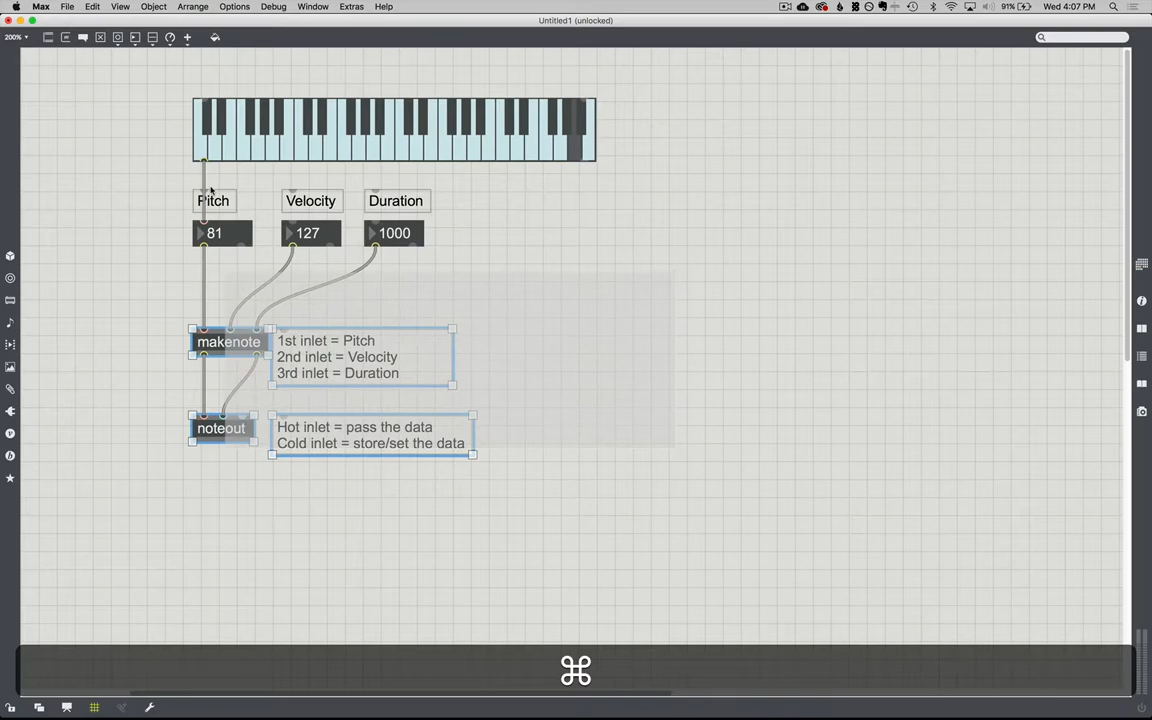 Max File Edit View Object Arrange Options Debug Window Extras Help
91% Wed 4:07 PM
Untitled1 (unlocked)
200%
Pitch Velocity Duration
81 127 1000
makenote
1st inlet = Pitch
2nd inlet = Velocity
3rd inlet = Duration
noteout
Hot inlet = pass the data
Cold inlet = store/set the data
⌘